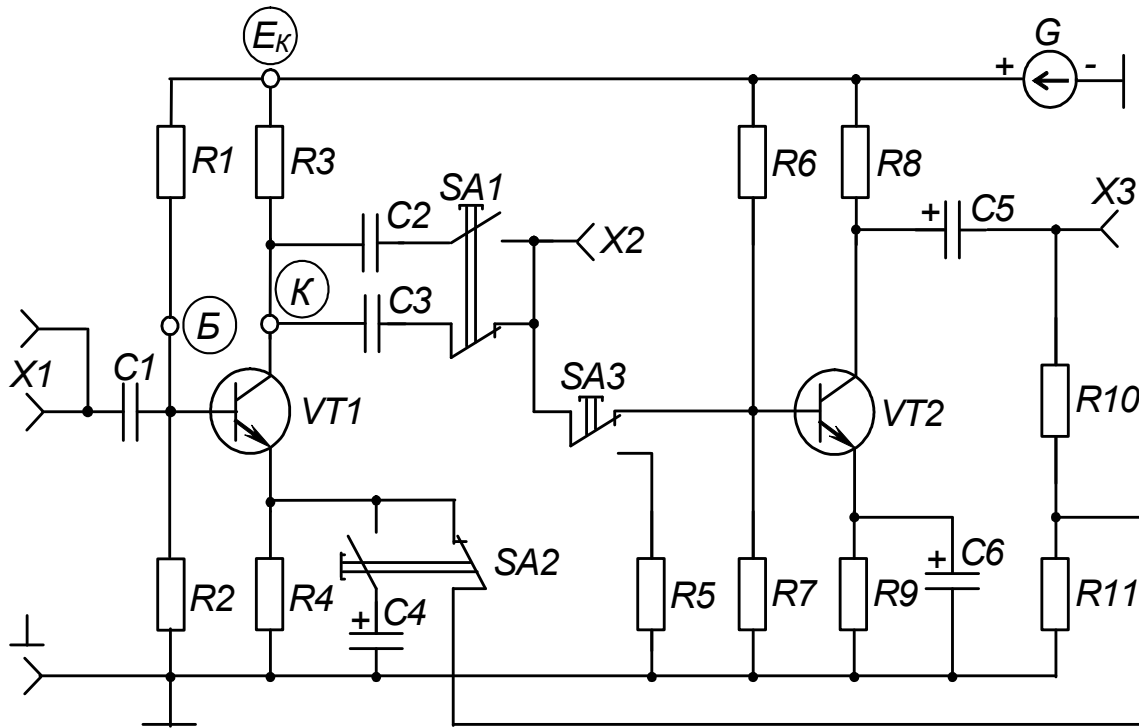 EК
G
+ -
R1
R3
SA1
R6
R8
X3
C2
+ C5
X2
К
C3
Б
X1
C1
SA3
VT1
VT2
R10
SA2
R2
R4
+ C4
R5
R7
R9
+ C6
R11